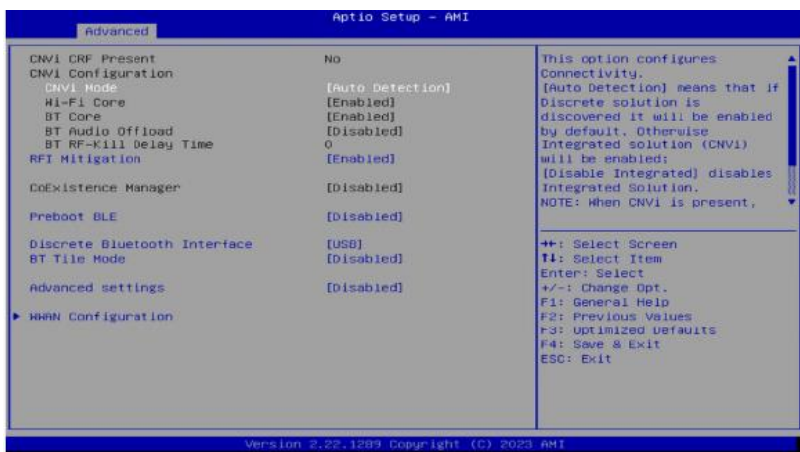 Aptio Setup - AMI
Advanced
CNVi CRF Present No
CNVi Configuration
CNVi Mode [Auto Detection]
Wi-Fi Core [Enabled]
BT Core [Enabled]
BT Audio Offload [Disabled]
BT RF-Kill Delay Time 0
RFI Mitigation [Enabled]
CoExistence Manager [Disabled]
Preboot BLE [Disabled]
Discrete Bluetooth Interface [USB]
BT Tile Mode [Disabled]
Advanced settings [Disabled]
WWAN Configuration
This option configures
Connectivity.
[Auto Detection] means that if
Discrete solution is
discovered it will be enabled
by default. Otherwise
Integrated solution (CNVi)
will be enabled;
[Disable Integrated] disables
Integrated Solution.
NOTE: When CNVi is present,
→←: Select Screen
↑↓: Select Item
Enter: Select
+/-: Change Opt.
F1: General Help
F2: Previous Values
F3: Optimized Defaults
F4: Save & Exit
ESC: Exit
Version 2.22.1289 Copyright (C) 2023 AMI